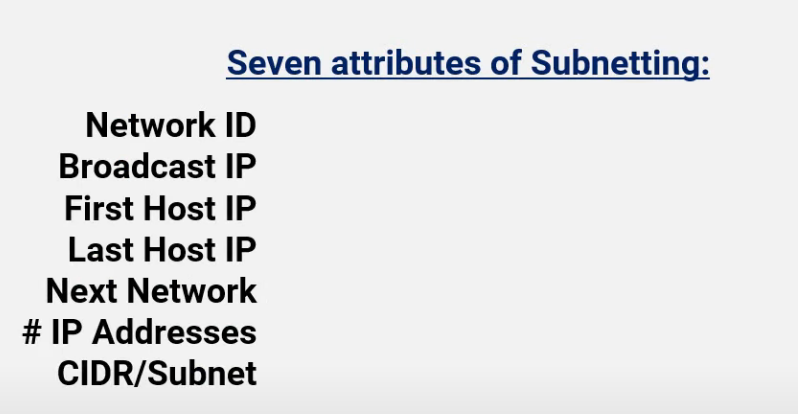 Seven attributes of Subnetting:
Network ID
Broadcast IP
First Host IP
Last Host IP
Next Network
# IP Addresses
CIDR/Subnet